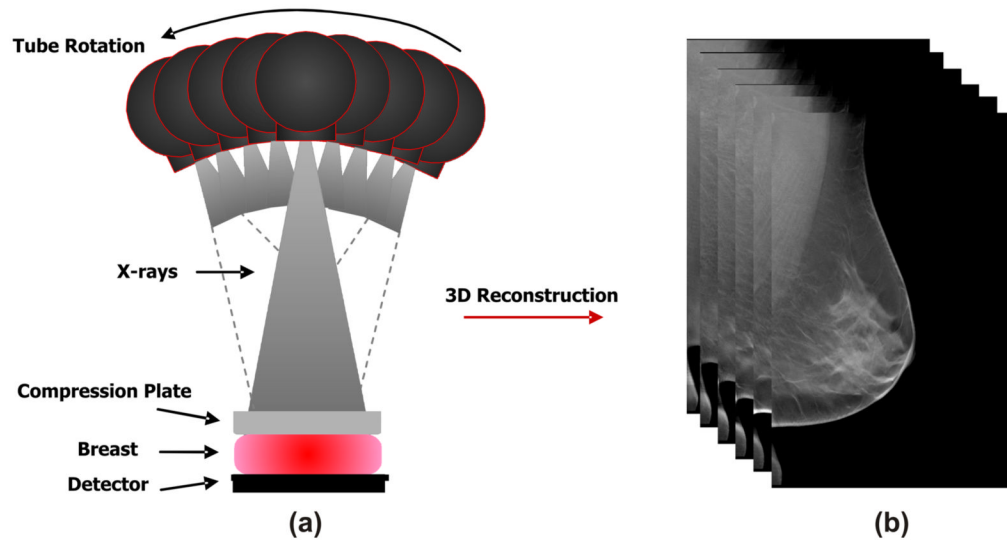 Tube Rotation
X-rays
3D Reconstruction
Compression Plate
Breast
Detector
(a)
(b)